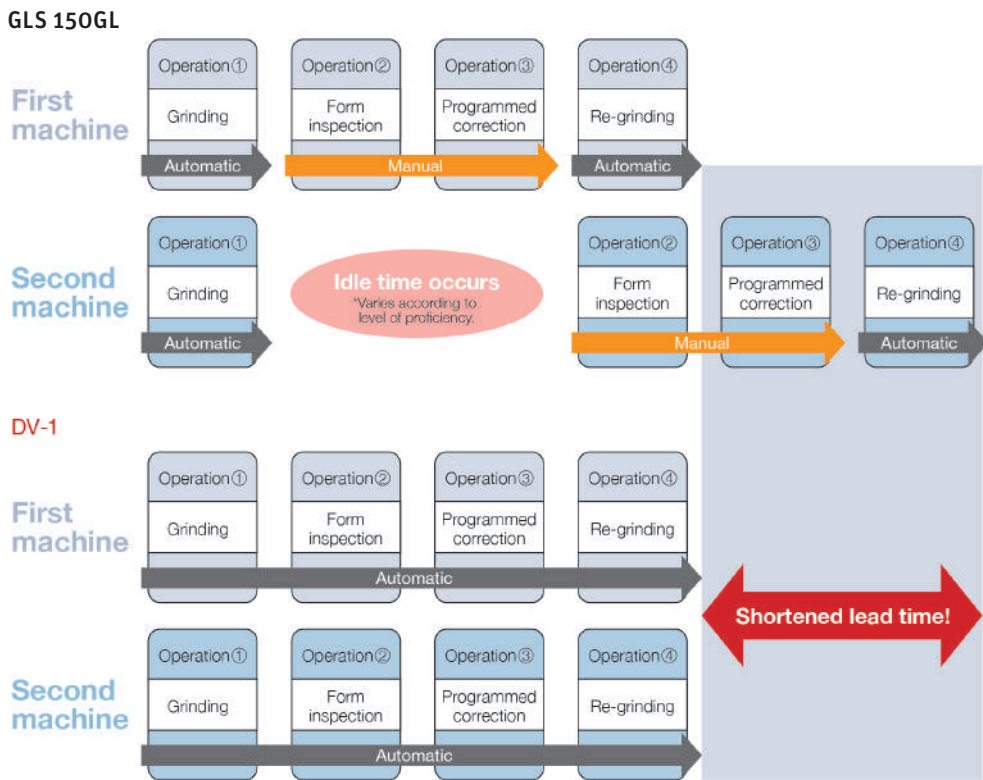 GLS 150GL
First
machine
Operation①
Grinding
Automatic
Operation②
Form
inspection
Operation③
Programmed
correction
Manual
Operation④
Re-grinding
Automatic
Second
machine
Operation①
Grinding
Automatic
Idle time occurs
*Varies according to
level of proficiency.
Operation②
Form
inspection
Operation③
Programmed
correction
Manual
Operation④
Re-grinding
Automatic
DV-1
First
machine
Operation①
Grinding
Operation②
Form
inspection
Operation③
Programmed
correction
Operation④
Re-grinding
Automatic
Second
machine
Operation①
Grinding
Operation②
Form
inspection
Operation③
Programmed
correction
Operation④
Re-grinding
Automatic
Shortened lead time!